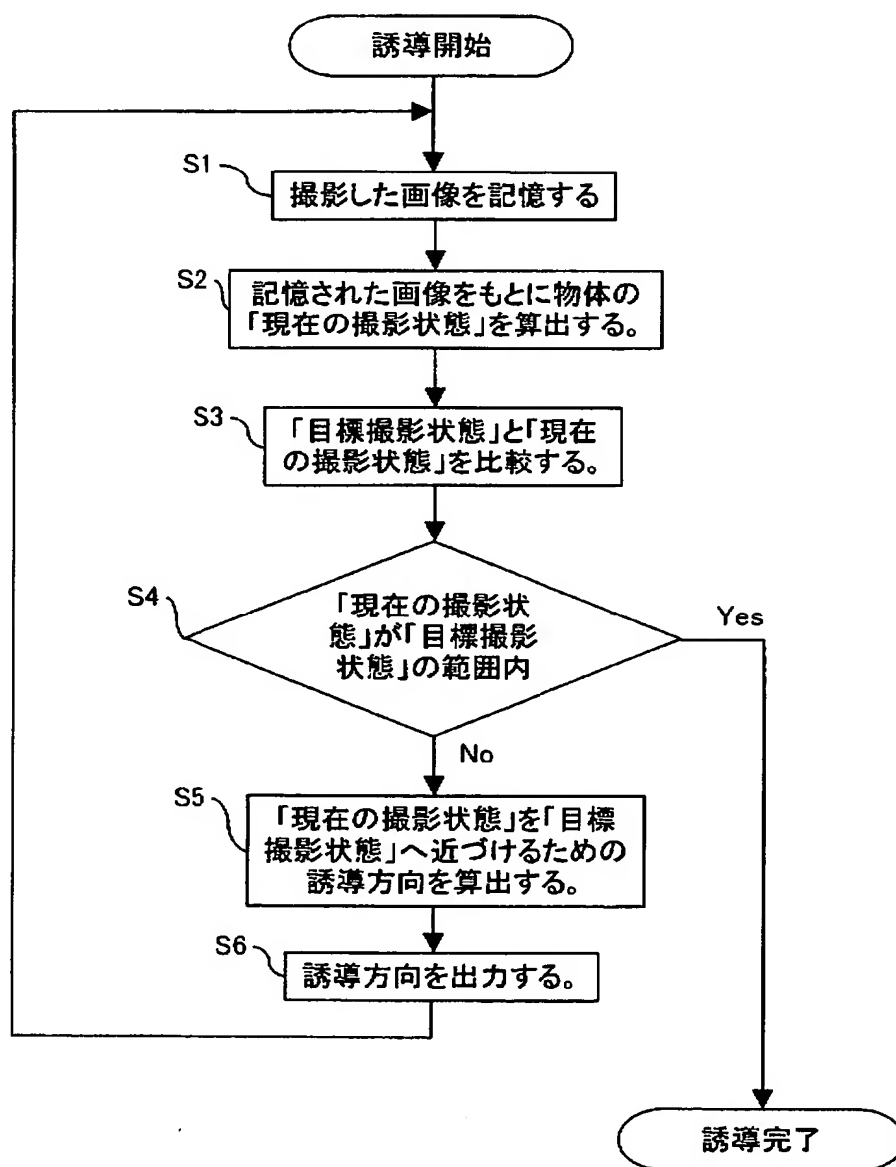 誘導開始
S1
撮影した画像を記憶する
S2
記憶された画像をもとに物体の
「現在の撮影状態」を算出する。
S3
「目標撮影状態」と「現在
の撮影状態」を比較する。
S4
「現在の撮影状
態」が「目標撮影
状態」の範囲内
Yes
No
S5
「現在の撮影状態」を「目標
撮影状態」へ近づけるための
誘導方向を算出する。
S6
誘導方向を出力する。
誘導完了